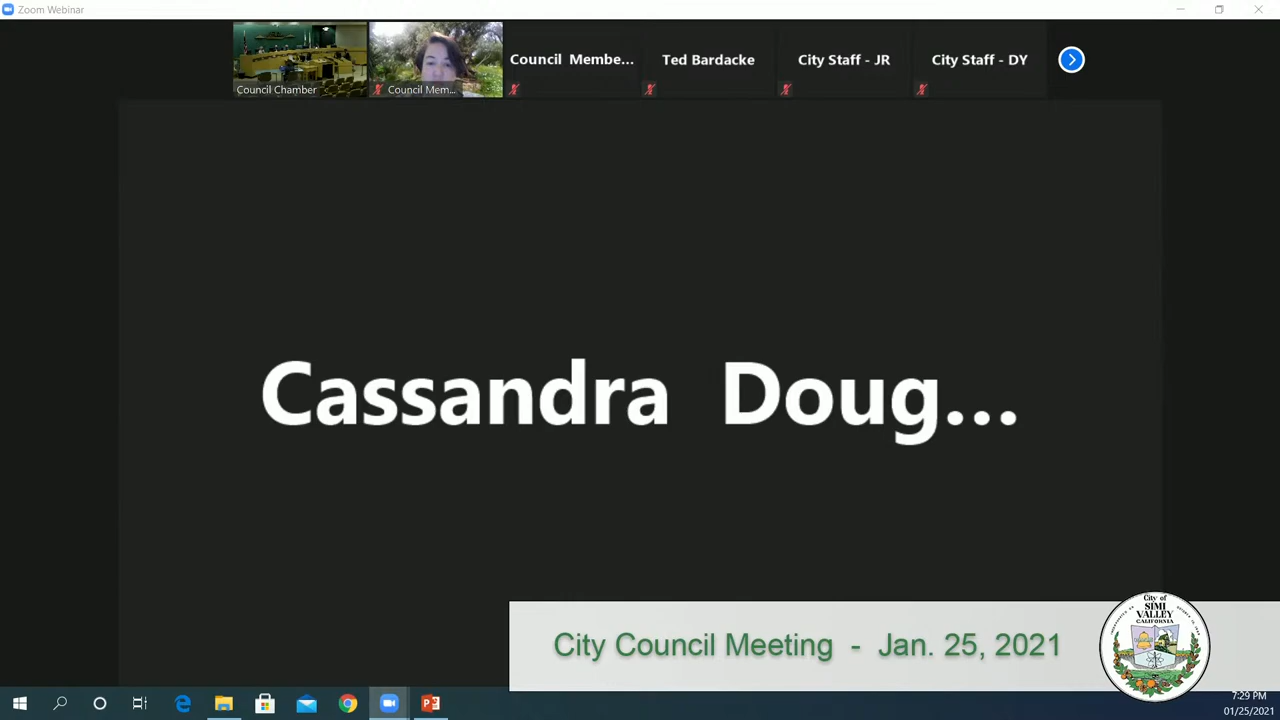 Zoom Webinar
Council Chamber
Council Mem...
Council Membe...
Ted Bardacke
City Staff - JR
City Staff - DY
Cassandra Doug...
City Council Meeting - Jan. 25, 2021
City of
SIMI
VALLEY
CALIFORNIA
7:29 PM
01/25/2021